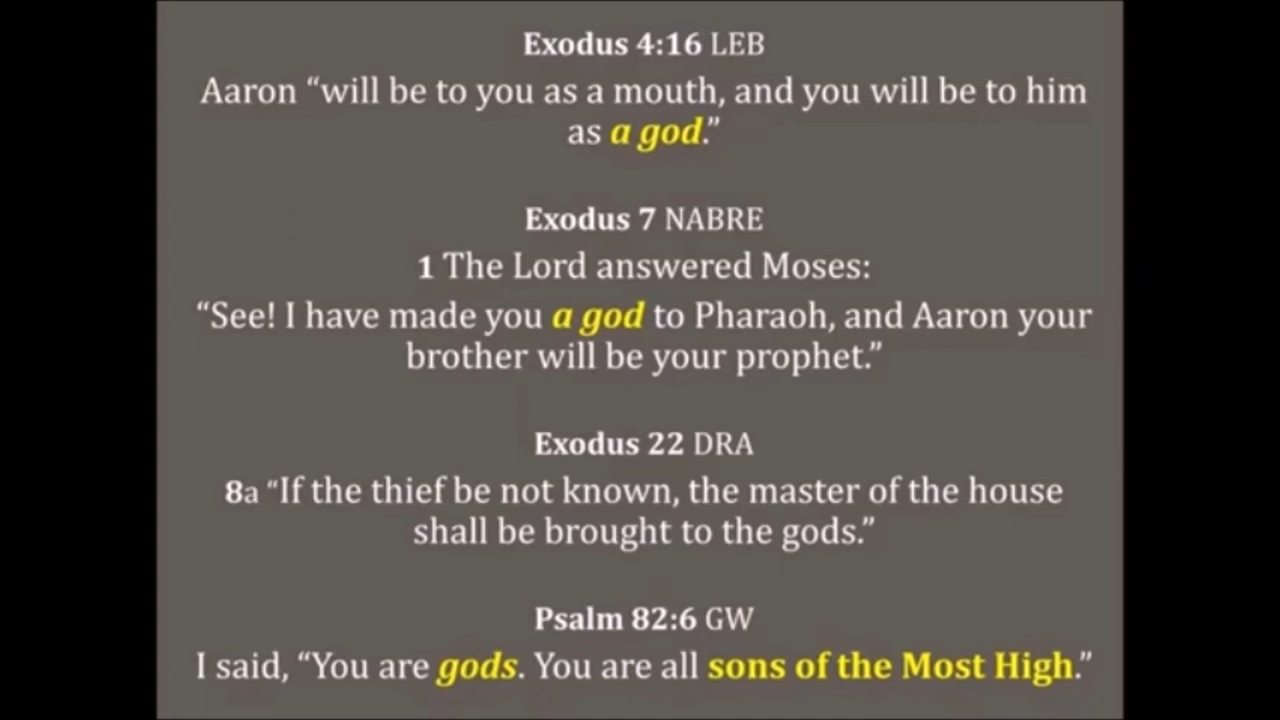 Exodus 4:16 LEB
Aaron “will be to you as a mouth, and you will be to him
as a god.”
Exodus 7 NABRE
1 The Lord answered Moses:
“See! I have made you a god to Pharaoh, and Aaron your
brother will be your prophet.”
Exodus 22 DRA
8a “If the thief be not known, the master of the house
shall be brought to the gods.”
Psalm 82:6 GW
I said, “You are gods. You are all sons of the Most High.”